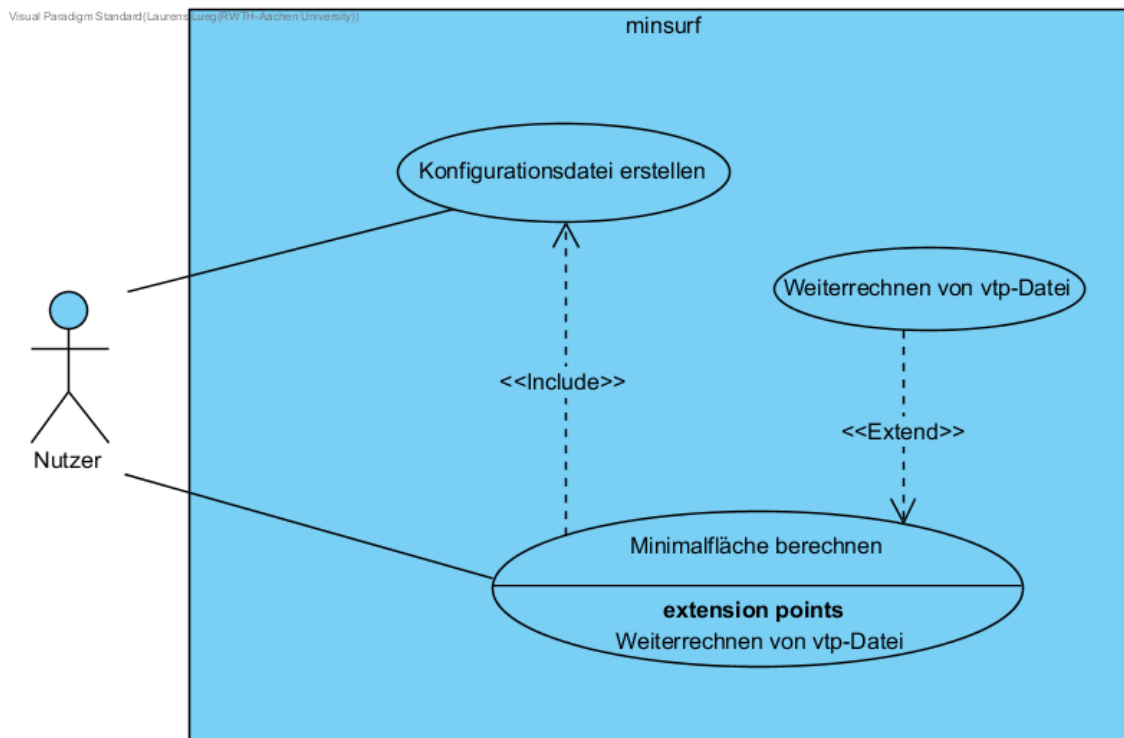 Visual Paradigm Standard(Laurens Lueg(RWTH-Aachen University))
minsurf
Konfigurationsdatei erstellen
Weiterrechnen von vtp-Datei
<<Include>>
<<Extend>>
Nutzer
Minimalfläche berechnen
extension points
Weiterrechnen von vtp-Datei